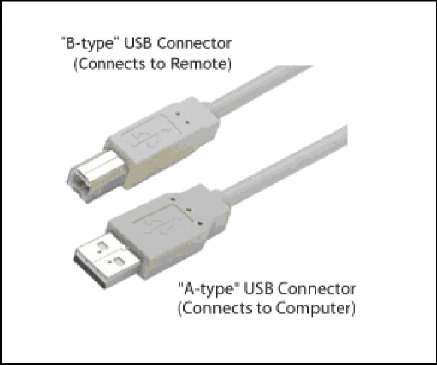 "B-type" USB Connector
(Connects to Remote)
"A-type" USB Connector
(Connects to Computer)